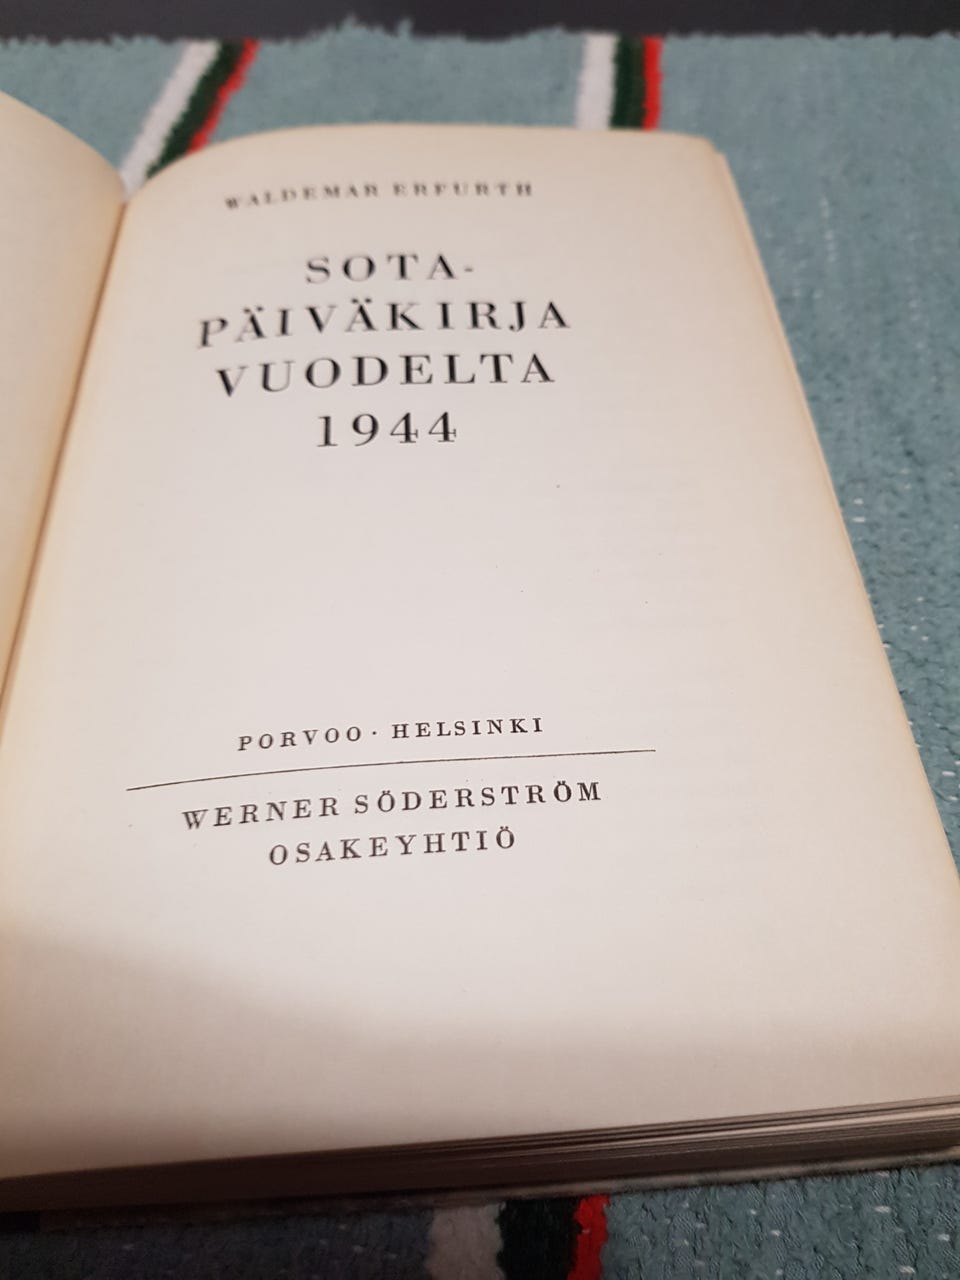 WALDEMAR ERFURTH
SOTA-
PÄIVÄKIRJA
VUODELTA
1944
PORVOO · HELSINKI
WERNER SÖDERSTRÖM
OSAKEYHTIÖ